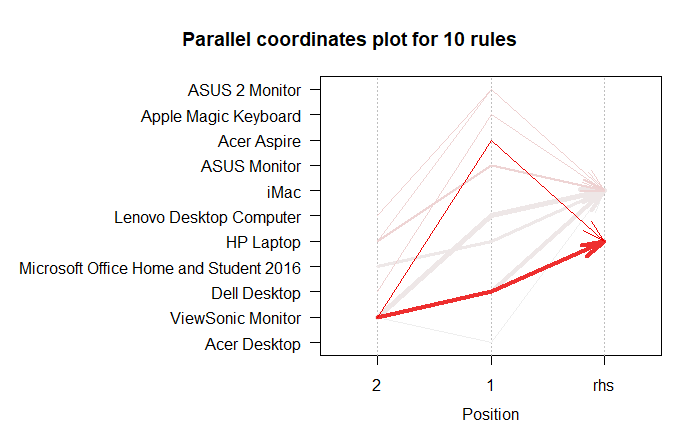 Parallel coordinates plot for 10 rules
ASUS 2 Monitor
Apple Magic Keyboard
Acer Aspire
ASUS Monitor
iMac
Lenovo Desktop Computer
HP Laptop
Microsoft Office Home and Student 2016
Dell Desktop
ViewSonic Monitor
Acer Desktop
2 1 rhs
Position